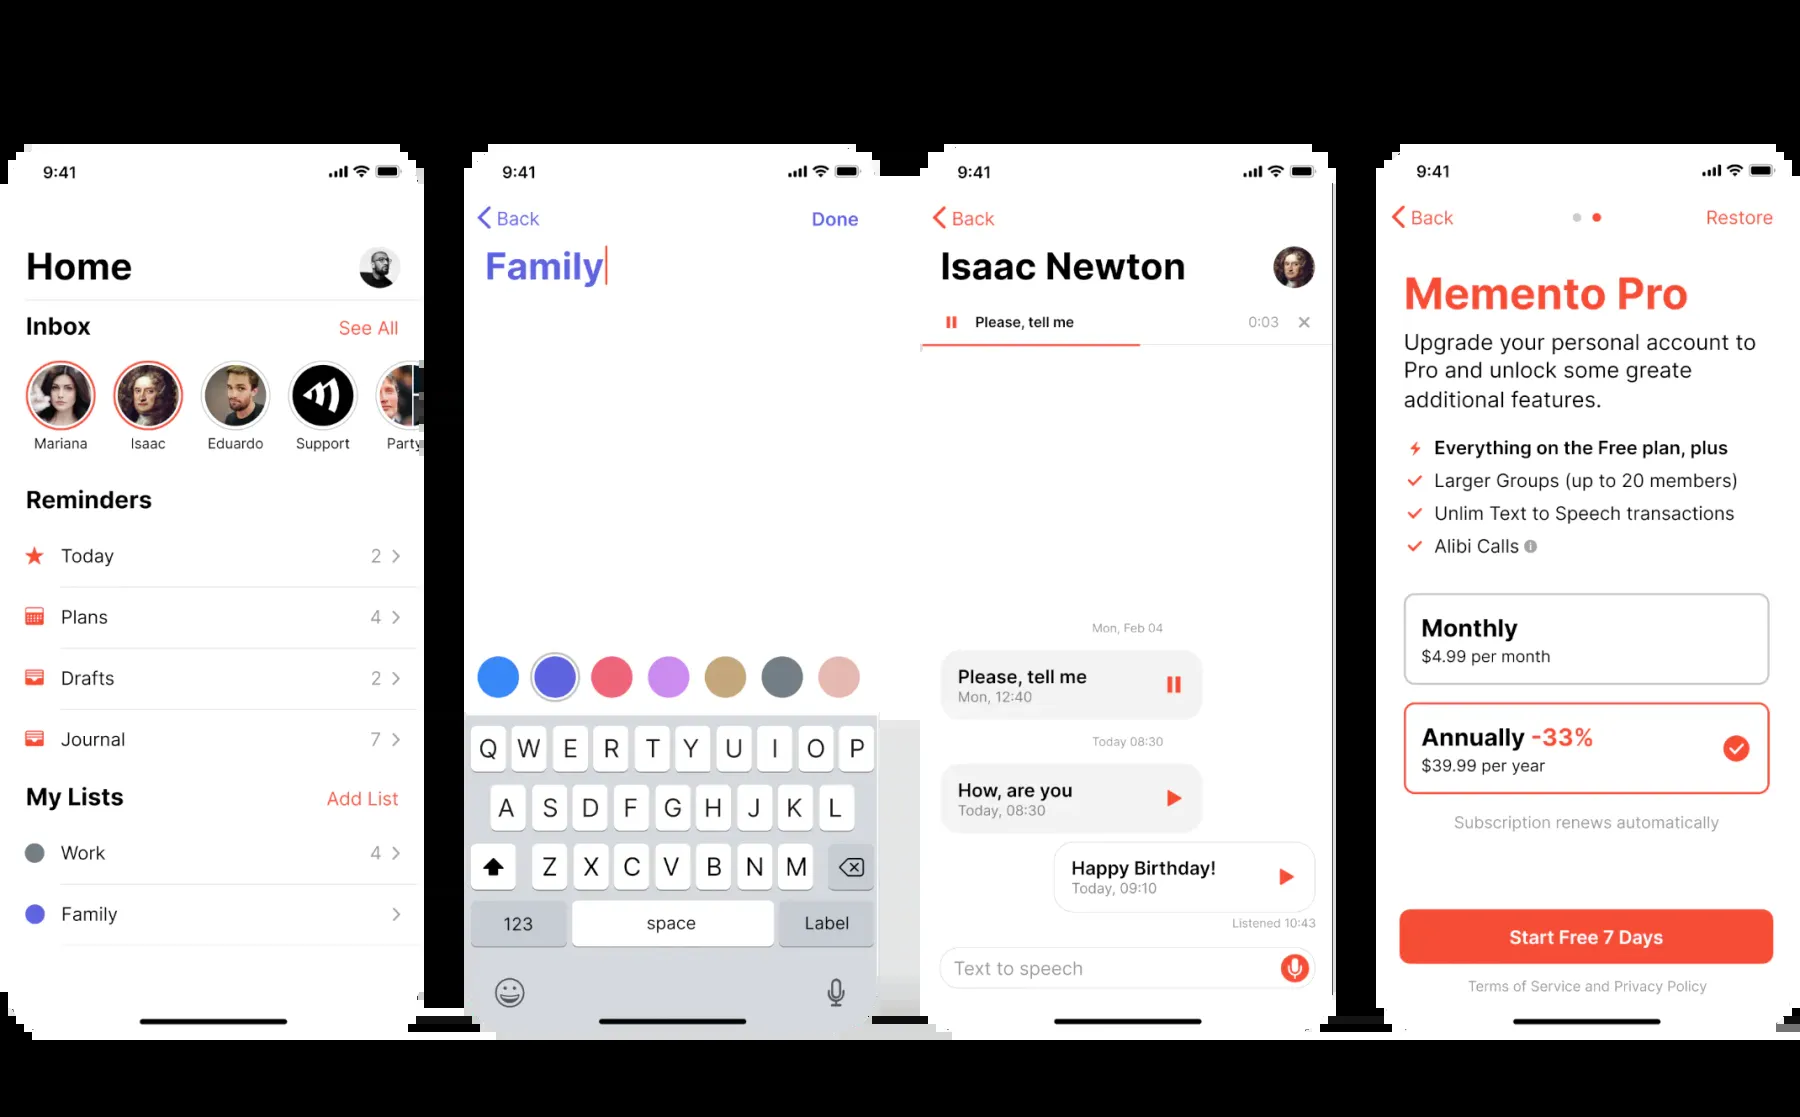 9:41
Home
Inbox
See All
Mariana
Isaac
Eduardo
Support
Party
Reminders
Today
2
Plans
4
Drafts
2
Journal
7
My Lists
Add List
Work
4
Family
9:41
Back
Done
Family
Q W E R T Y U I O P
A S D F G H J K L
Z X C V B N M
123
space
Label
9:41
Back
Isaac Newton
Please, tell me
0:03
Mon, Feb 04
Please, tell me
Mon, 12:40
Today 08:30
How, are you
Today, 08:30
Happy Birthday!
Today, 09:10
Listened 10:43
Text to speech
9:41
Back
Restore
Memento Pro
Upgrade your personal account to
Pro and unlock some greate
additional features.
Everything on the Free plan, plus
Larger Groups (up to 20 members)
Unlim Text to Speech transactions
Alibi Calls
Monthly
$4.99 per month
Annually -33%
$39.99 per year
Subscription renews automatically
Start Free 7 Days
Terms of Service and Privacy Policy